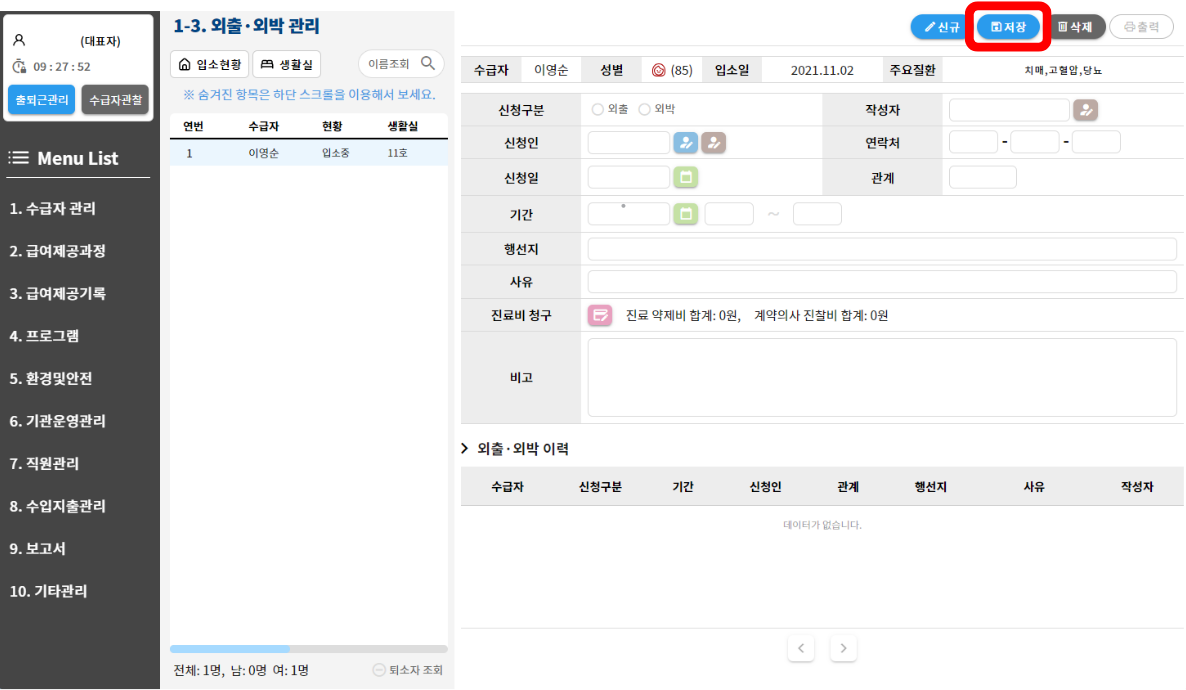 (대표자)
09 : 27 : 52
출퇴근관리 수급자관찰
Menu List
1. 수급자 관리
2. 급여제공과정
3. 급여제공기록
4. 프로그램
5. 환경및안전
6. 기관운영관리
7. 직원관리
8. 수입지출관리
9. 보고서
10. 기타관리
1-3. 외출·외박 관리
입소현황 생활실 이름조회
※ 숨겨진 항목은 하단 스크롤을 이용해서 보세요.
연번 수급자 현황 생활실
1 이영순 입소중 11호
전체: 1명, 남: 0명 여: 1명 퇴소자 조회
신규 저장 삭제 출력
수급자 이영순 성별 (85) 입소일 2021.11.02 주요질환 치매,고혈압,당뇨
신청구분 외출 외박 작성자
신청인 연락처 - -
신청일 관계
기간 ~
행선지
사유
진료비 청구 진료 약제비 합계: 0원, 계약의사 진찰비 합계: 0원
비고
외출·외박 이력
수급자 신청구분 기간 신청인 관계 행선지 사유 작성자
데이터가 없습니다.